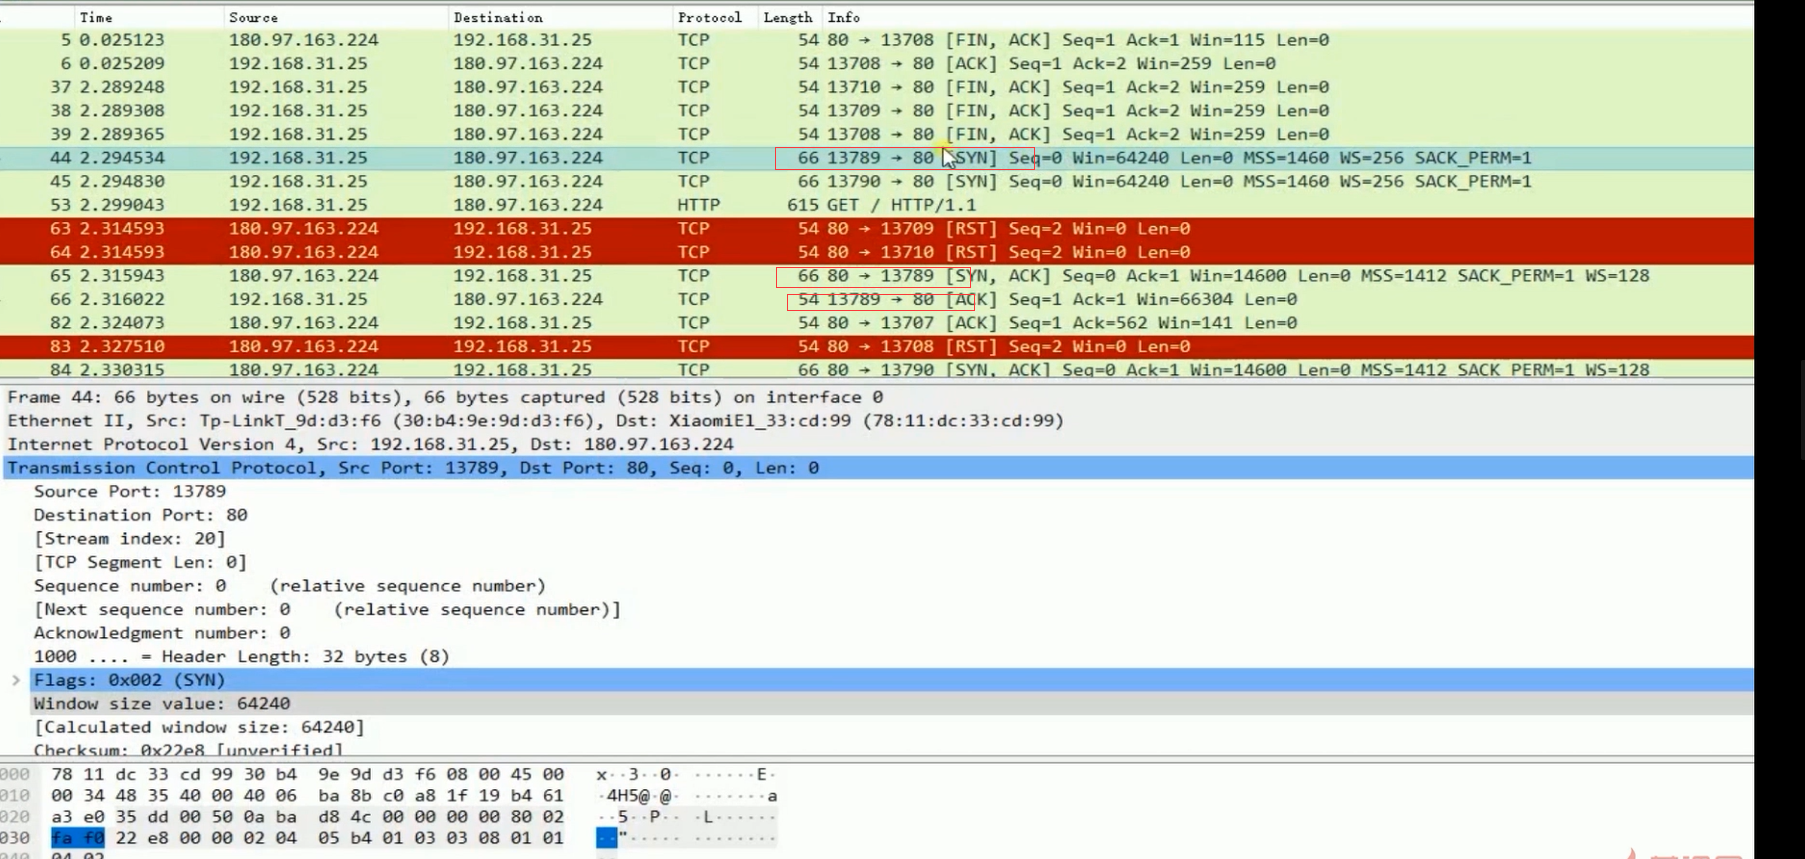 Time Source Destination Protocol Length Info
5 0.025123 180.97.163.224 192.168.31.25 TCP 54 80 → 13708 [FIN, ACK] Seq=1 Ack=1 Win=115 Len=0
6 0.025209 192.168.31.25 180.97.163.224 TCP 54 13708 → 80 [ACK] Seq=1 Ack=2 Win=259 Len=0
37 2.289248 192.168.31.25 180.97.163.224 TCP 54 13710 → 80 [FIN, ACK] Seq=1 Ack=2 Win=259 Len=0
38 2.289308 192.168.31.25 180.97.163.224 TCP 54 13709 → 80 [FIN, ACK] Seq=1 Ack=2 Win=259 Len=0
39 2.289365 192.168.31.25 180.97.163.224 TCP 54 13708 → 80 [FIN, ACK] Seq=1 Ack=2 Win=259 Len=0
44 2.294534 192.168.31.25 180.97.163.224 TCP 66 13789 → 80 [SYN] Seq=0 Win=64240 Len=0 MSS=1460 WS=256 SACK_PERM=1
45 2.294830 192.168.31.25 180.97.163.224 TCP 66 13790 → 80 [SYN] Seq=0 Win=64240 Len=0 MSS=1460 WS=256 SACK_PERM=1
53 2.299043 192.168.31.25 180.97.163.224 HTTP 615 GET / HTTP/1.1
63 2.314593 180.97.163.224 192.168.31.25 TCP 54 80 → 13709 [RST] Seq=2 Win=0 Len=0
64 2.314593 180.97.163.224 192.168.31.25 TCP 54 80 → 13710 [RST] Seq=2 Win=0 Len=0
65 2.315943 180.97.163.224 192.168.31.25 TCP 66 80 → 13789 [SYN, ACK] Seq=0 Ack=1 Win=14600 Len=0 MSS=1412 SACK_PERM=1 WS=128
66 2.316022 192.168.31.25 180.97.163.224 TCP 54 13789 → 80 [ACK] Seq=1 Ack=1 Win=66304 Len=0
82 2.324073 180.97.163.224 192.168.31.25 TCP 54 80 → 13707 [ACK] Seq=1 Ack=562 Win=141 Len=0
83 2.327510 180.97.163.224 192.168.31.25 TCP 54 80 → 13708 [RST] Seq=2 Win=0 Len=0
84 2.330315 180.97.163.224 192.168.31.25 TCP 66 80 → 13790 [SYN, ACK] Seq=0 Ack=1 Win=14600 Len=0 MSS=1412 SACK_PERM=1 WS=128
Frame 44: 66 bytes on wire (528 bits), 66 bytes captured (528 bits) on interface 0
Ethernet II, Src: Tp-LinkT_9d:d3:f6 (30:b4:9e:9d:d3:f6), Dst: XiaomiEl_33:cd:99 (78:11:dc:33:cd:99)
Internet Protocol Version 4, Src: 192.168.31.25, Dst: 180.97.163.224
Transmission Control Protocol, Src Port: 13789, Dst Port: 80, Seq: 0, Len: 0
Source Port: 13789
Destination Port: 80
[Stream index: 20]
[TCP Segment Len: 0]
Sequence number: 0 (relative sequence number)
[Next sequence number: 0 (relative sequence number)]
Acknowledgment number: 0
1000 .... = Header Length: 32 bytes (8)
Flags: 0x002 (SYN)
Window size value: 64240
[Calculated window size: 64240]
Checksum: 0x22e8 [unverified]
000 78 11 dc 33 cd 99 30 b4 9e 9d d3 f6 08 00 45 00 x··3··0· ······E·
010 00 34 48 35 40 00 40 06 ba 8b c0 a8 1f 19 b4 61 ·4H5@·@· ·······a
020 a3 e0 35 dd 00 50 0a ba d8 4c 00 00 00 00 80 02 ··5··P·· ·L······
030 fa f0 22 e8 00 00 02 04 05 b4 01 03 03 08 01 01 ··"····· ········
040 04 02 ··